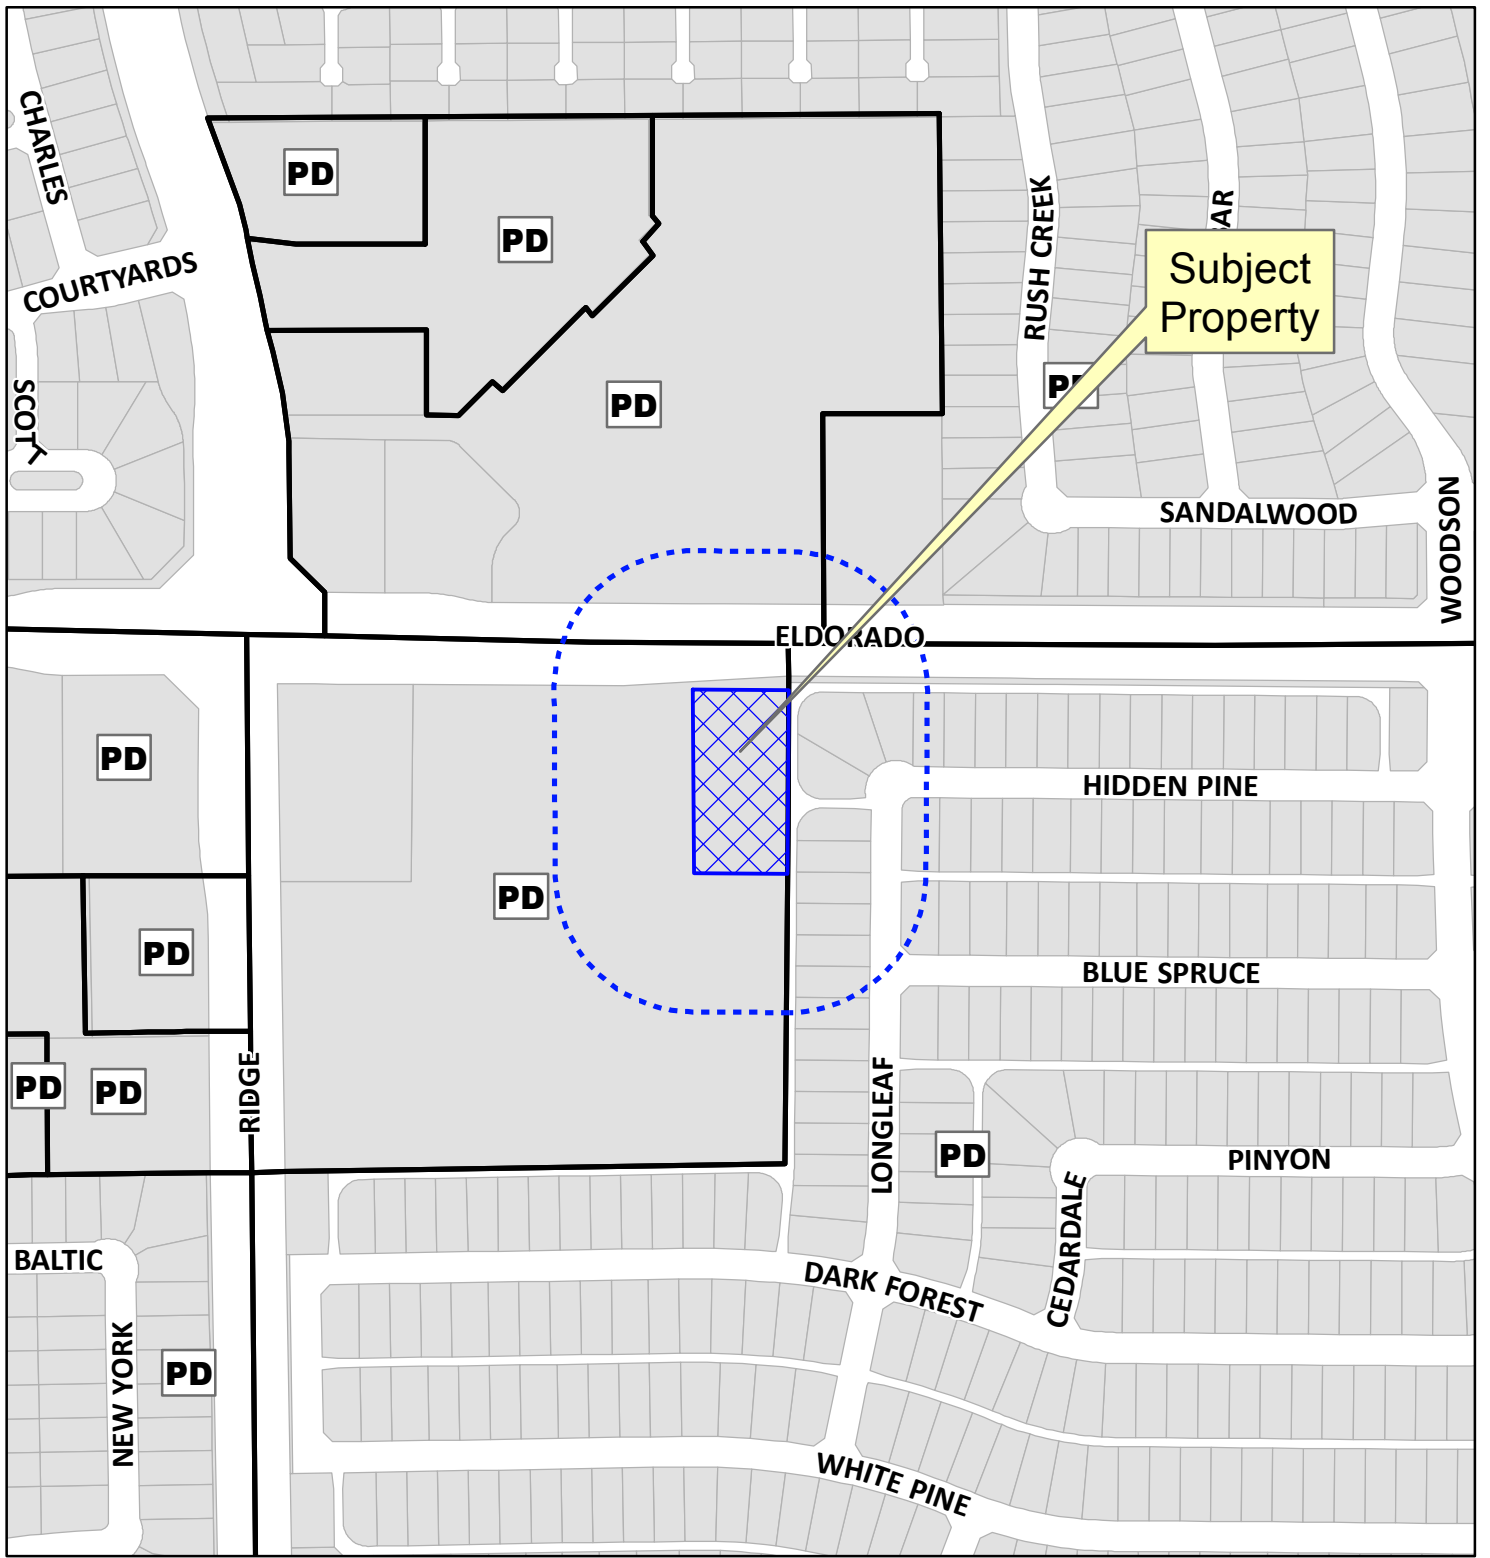 CHARLES
PD
PD
RUSH CREEK
COURTYARDS
Subject
Property
SCOTT
PD
SANDALWOOD
WOODSON
ELDORADO
PD
HIDDEN PINE
PD
PD
BLUE SPRUCE
RIDGE
PD
PD
LONGLEAF
PD
PINYON
CEDARDALE
BALTIC
DARK FOREST
NEW YORK
PD
WHITE PINE